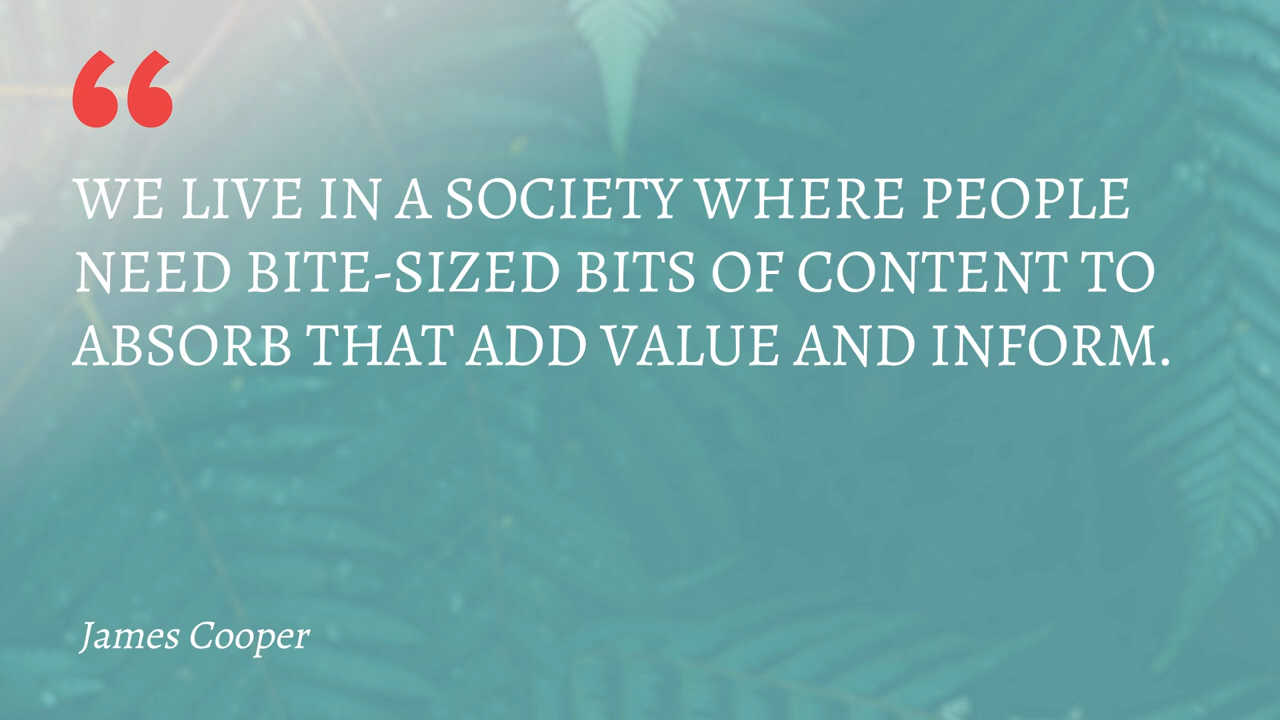 “
WE LIVE IN A SOCIETY WHERE PEOPLE
NEED BITE-SIZED BITS OF CONTENT TO
ABSORB THAT ADD VALUE AND INFORM.
James Cooper